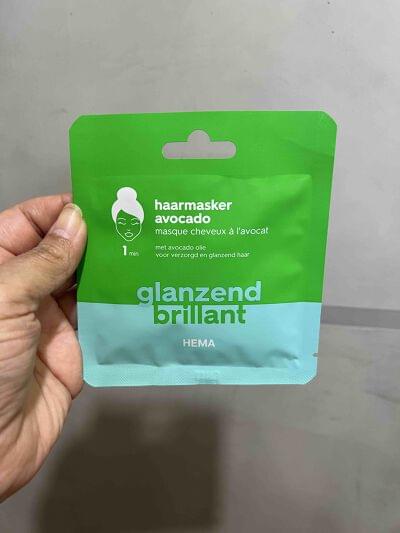 haarmasker
avocado
masque cheveux à l'avocat
1 min
met avocado olie
voor verzorgd en glanzend haar
glanzend
brillant
HEMA